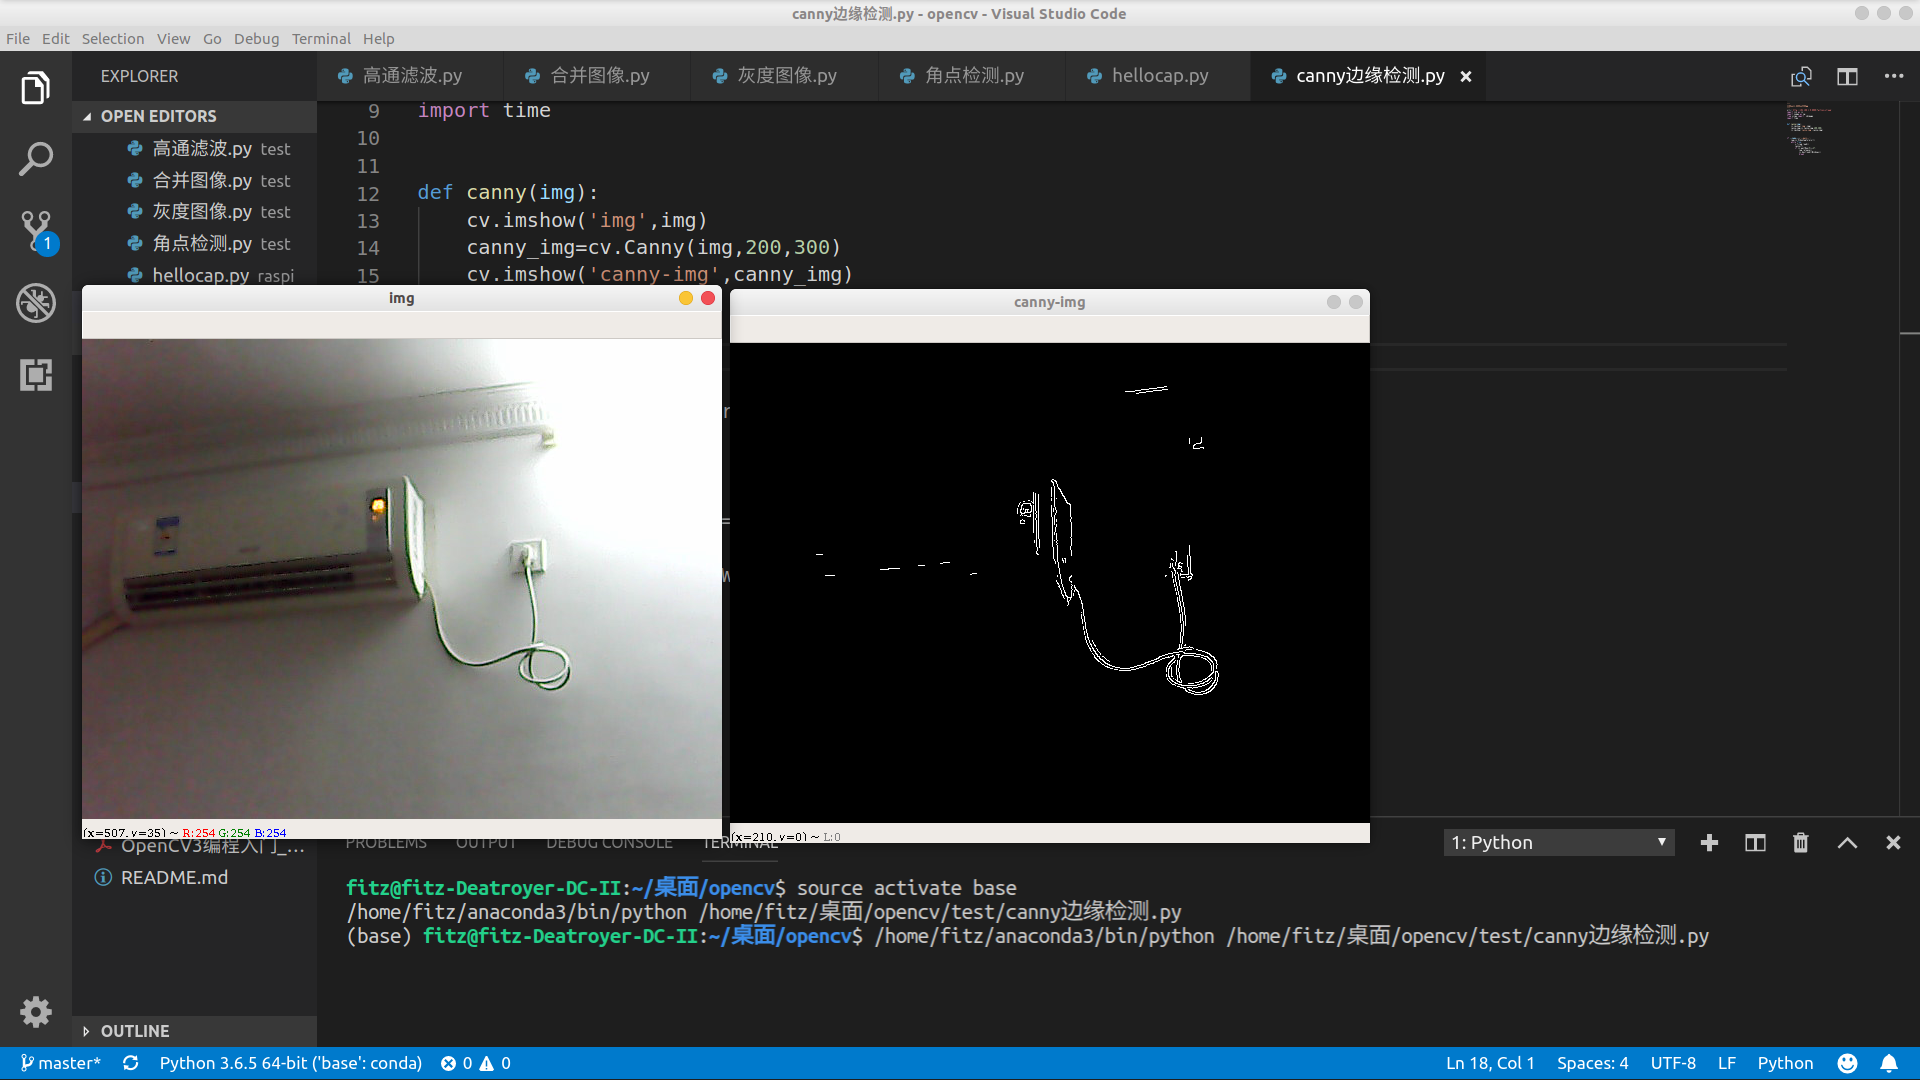 canny边缘检测.py - opencv - Visual Studio Code
File Edit Selection View Go Debug Terminal Help
EXPLORER
高通滤波.py 合并图像.py 灰度图像.py 角点检测.py hellocap.py canny边缘检测.py
OPEN EDITORS
高通滤波.py test
合并图像.py test
灰度图像.py test
角点检测.py test
hellocap.py raspi
1
9 import time
10
11
12 def canny(img):
13 cv.imshow('img',img)
14 canny_img=cv.Canny(img,200,300)
15 cv.imshow('canny-img',canny_img)
img
(x=507, y=35) ~ R:254 G:254 B:254
canny-img
(x=210, y=0) ~ L:0
OpenCV3编程入门_...
README.md
OUTLINE
PROBLEMS OUTPUT DEBUG CONSOLE TERMINAL 1: Python
fitz@fitz-Deatroyer-DC-II:~/桌面/opencv$ source activate base
/home/fitz/anaconda3/bin/python /home/fitz/桌面/opencv/test/canny边缘检测.py
(base) fitz@fitz-Deatroyer-DC-II:~/桌面/opencv$ /home/fitz/anaconda3/bin/python /home/fitz/桌面/opencv/test/canny边缘检测.py
master* Python 3.6.5 64-bit ('base': conda) 0 0 Ln 18, Col 1 Spaces: 4 UTF-8 LF Python